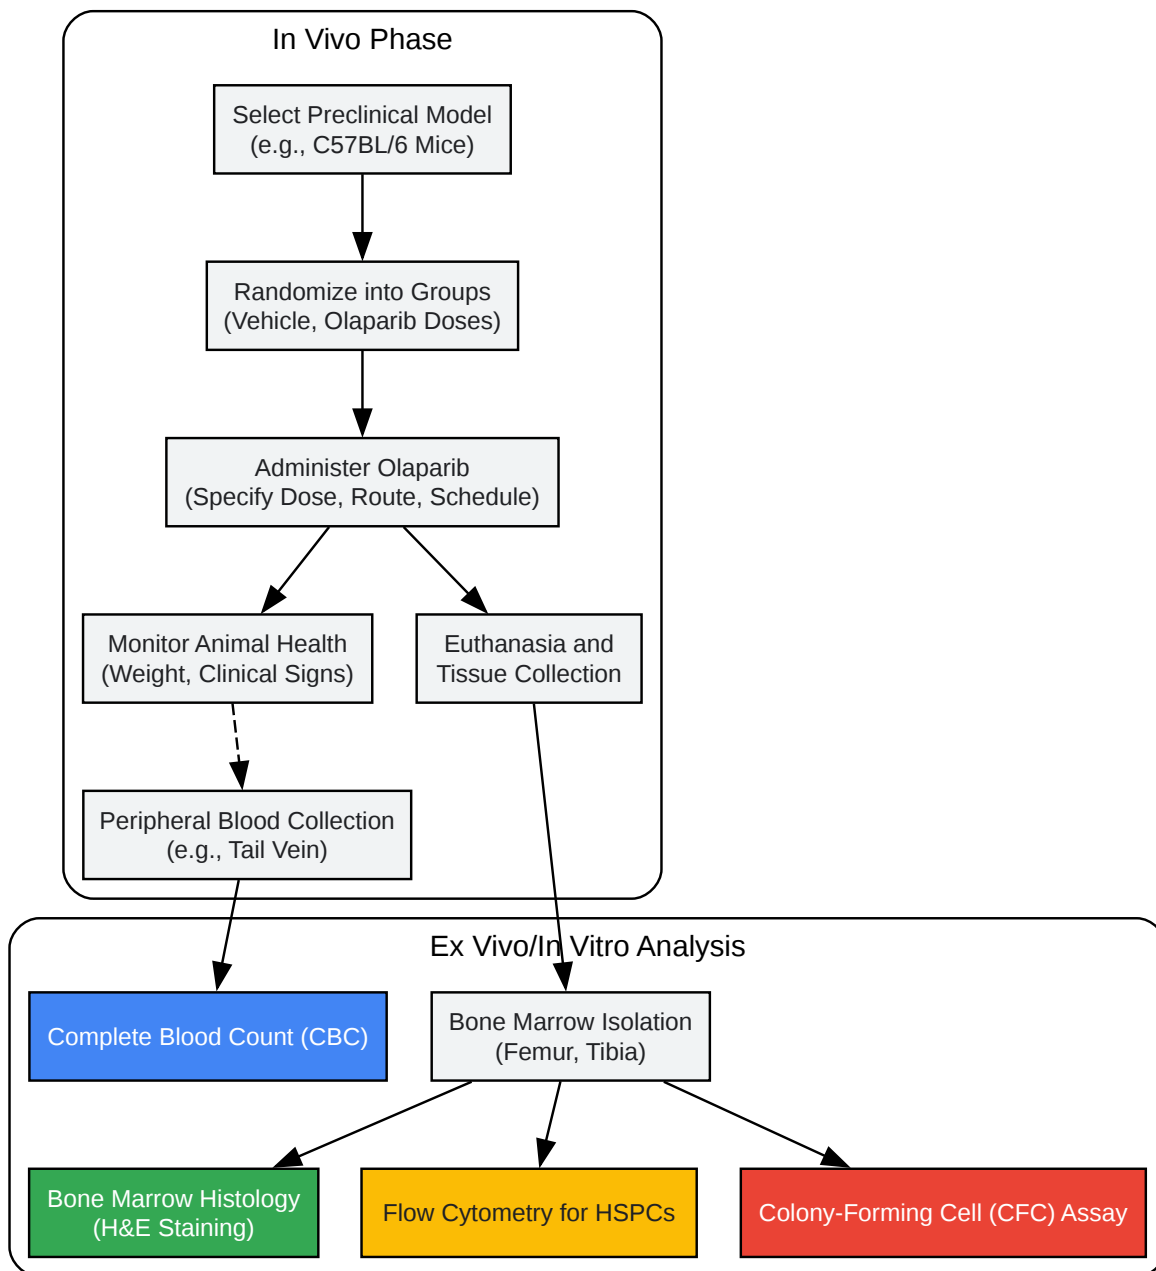 In Vivo Phase
Select Preclinical Model
(e.g., C57BL/6 Mice)
Randomize into Groups
(Vehicle, Olaparib Doses)
Administer Olaparib
(Specify Dose, Route, Schedule)
Monitor Animal Health
(Weight, Clinical Signs)
Euthanasia and
Tissue Collection
Peripheral Blood Collection
(e.g., Tail Vein)
Ex Vivo/In Vitro Analysis
Complete Blood Count (CBC)
Bone Marrow Isolation
(Femur, Tibia)
Bone Marrow Histology
(H&E Staining)
Flow Cytometry for HSPCs
Colony-Forming Cell (CFC) Assay